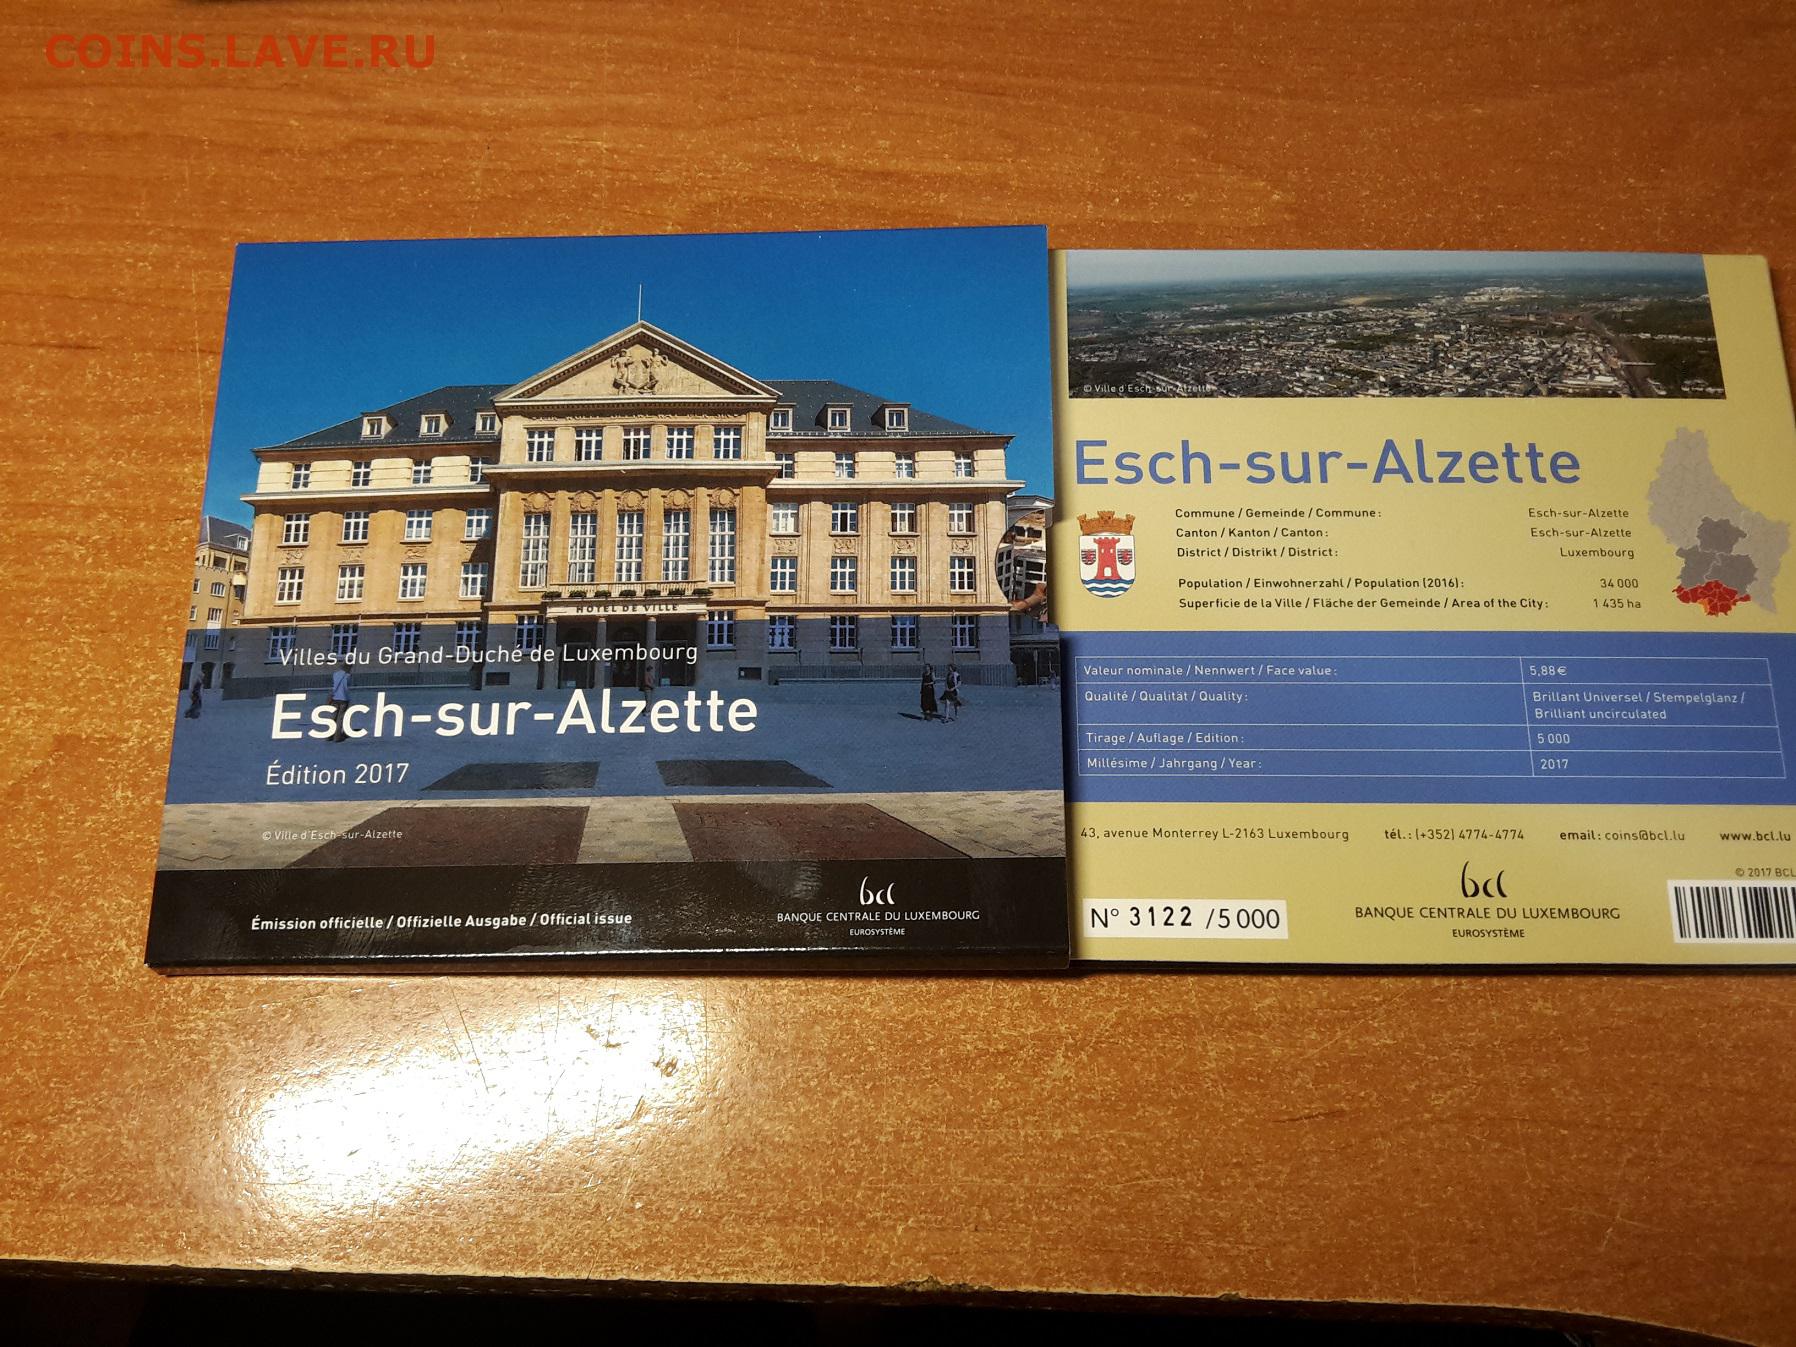 COINS.LAVE.RU
HOTEL DE VILLE
Villes du Grand-Duché de Luxembourg
Esch-sur-Alzette
Édition 2017
© Ville d'Esch-sur-Alzette
Émission officielle / Offizielle Ausgabe / Official issue
bcl
BANQUE CENTRALE DU LUXEMBOURG
EUROSYSTÈME
© Ville d'Esch-sur-Alzette
Esch-sur-Alzette
Commune / Gemeinde / Commune: Esch-sur-Alzette
Canton / Kanton / Canton: Esch-sur-Alzette
District / Distrikt / District: Luxembourg
Population / Einwohnerzahl / Population (2016): 34 000
Superficie de la Ville / Fläche der Gemeinde / Area of the City: 1 435 ha
Valeur nominale / Nennwert / Face value: 5,88€
Qualité / Qualität / Quality: Brillant Universel / Stempelglanz /
Brilliant uncirculated
Tirage / Auflage / Edition: 5 000
Millésime / Jahrgang / Year: 2017
43, avenue Monterrey L-2163 Luxembourg tél.: (+352) 4774-4774 email: coins@bcl.lu www.bcl.lu
© 2017 BCL
bcl
N° 3122 /5 000
BANQUE CENTRALE DU LUXEMBOURG
EUROSYSTÈME